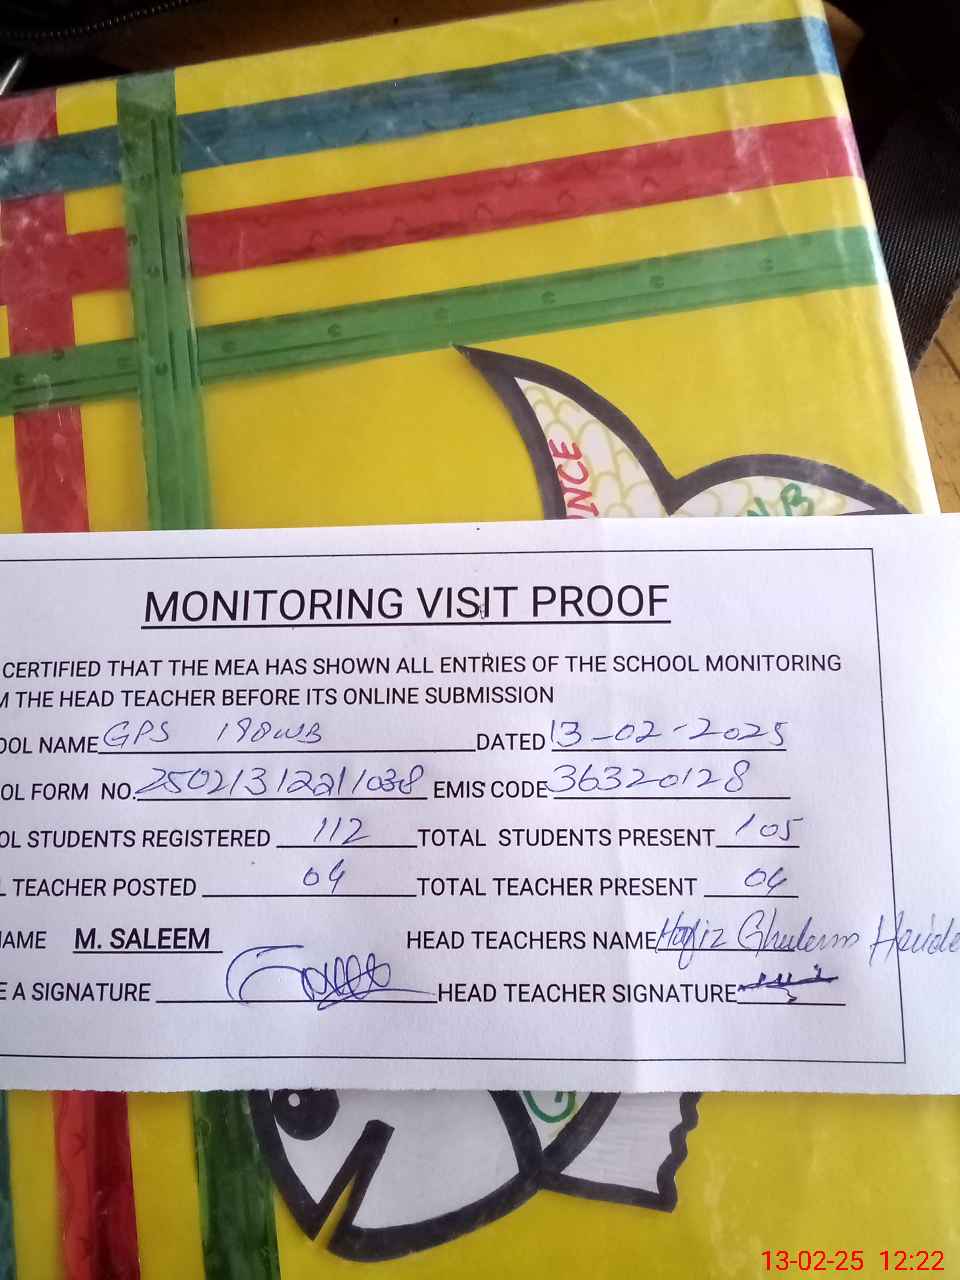 NCE
WB
MONITORING VISIT PROOF
CERTIFIED THAT THE MEA HAS SHOWN ALL ENTRIES OF THE SCHOOL MONITORING
M THE HEAD TEACHER BEFORE ITS ONLINE SUBMISSION
OOL NAME GPS 198WB DATED 13-02-2025
OL FORM NO. 25021312211038 EMIS CODE 36320128
OL STUDENTS REGISTERED 112 TOTAL STUDENTS PRESENT 105
L TEACHER POSTED 04 TOTAL TEACHER PRESENT 04
AME M. SALEEM HEAD TEACHERS NAME Hafiz Ghulam Haide
E A SIGNATURE HEAD TEACHER SIGNATURE
G
13-02-25 12:22